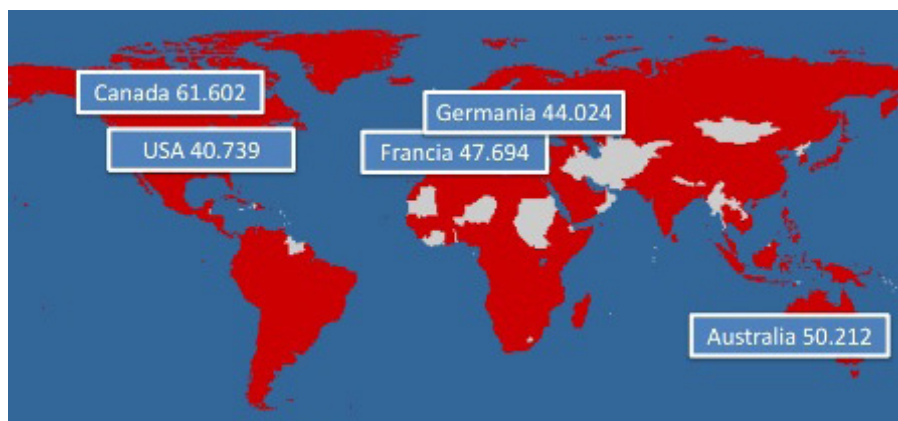 Canada 61.602
Germania 44.024
USA 40.739
Francia 47.694
Australia 50.212